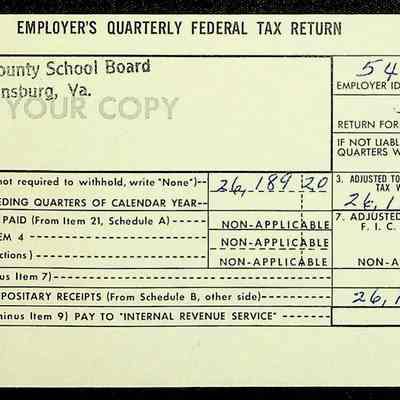 EMPLOYER'S QUARTERLY FEDERAL TAX RETURN
ounty School Board
nsburg, Va.
YOUR COPY
54
EMPLOYER ID
RETURN FOR
IF NOT LIABL
QUARTERS W
not required to withhold, write "None")-- 26,189 20
3. ADJUSTED TO
TAX W
EDING QUARTERS OF CALENDAR YEAR---
26,1
PAID (From Item 21, Schedule A) ------ NON-APPLICABLE
7. ADJUSTED
F. I. C.
EM 4 ------ NON-APPLICABLE
ctions) ------ NON-APPLICABLE NON-A
nus Item 7)------
POSITARY RECEIPTS (From Schedule B, other side)------ 26,1
minus Item 9) PAY TO "INTERNAL REVENUE SERVICE" ------